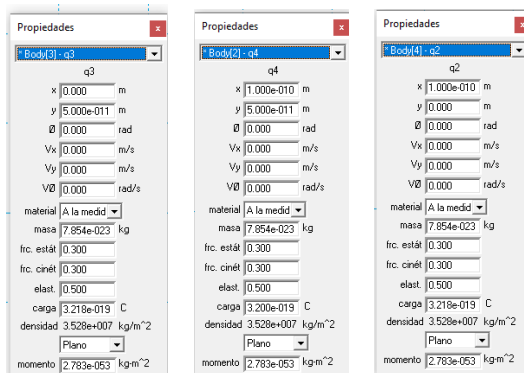 Propiedades
x
* Body[3] - q3
q3
x 0.000 m
y 5.000e-011 m
Ø 0.000 rad
Vx 0.000 m/s
Vy 0.000 m/s
VØ 0.000 rad/s
material A la medid
masa 7.854e-023 kg
frc. estát 0.300
frc. cinét 0.300
elast. 0.500
carga 3.218e-019 C
densidad 3.528e+007 kg/m^2
Plano
momento 2.783e-053 kg-m^2
Propiedades
x
* Body[2] - q4
q4
x 1.000e-010 m
y 5.000e-011 m
Ø 0.000 rad
Vx 0.000 m/s
Vy 0.000 m/s
VØ 0.000 rad/s
material A la medid
masa 7.854e-023 kg
frc. estát 0.300
frc. cinét 0.300
elast. 0.500
carga 3.200e-019 C
densidad 3.528e+007 kg/m^2
Plano
momento 2.783e-053 kg-m^2
Propiedades
x
* Body[4] - q2
q2
x 1.000e-010 m
y 0.000 m
Ø 0.000 rad
Vx 0.000 m/s
Vy 0.000 m/s
VØ 0.000 rad/s
material A la medid
masa 7.854e-023 kg
frc. estát 0.300
frc. cinét 0.300
elast. 0.500
carga 3.218e-019 C
densidad 3.528e+007 kg/m^2
Plano
momento 2.783e-053 kg-m^2